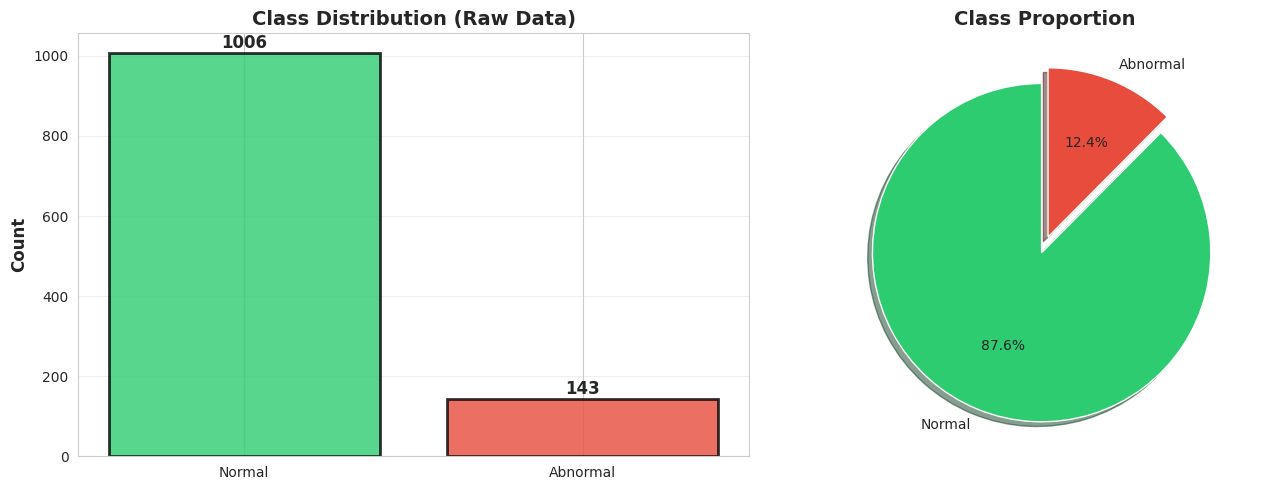 Class Distribution (Raw Data)
1006
143
Count
1000
800
600
400
200
0
Normal
Abnormal
Class Proportion
Abnormal
12.4%
87.6%
Normal